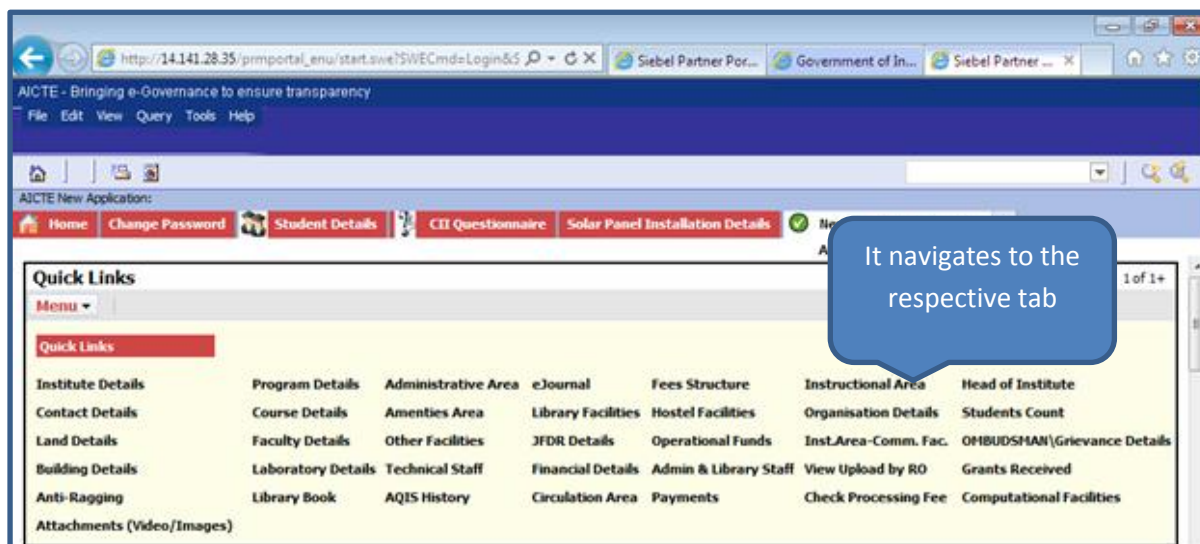 http://14.141.28.35/prmportal_enu/start.swe?SWECmd=Login&S
Siebel Partner Por...
Government of In...
Siebel Partner ...
AICTE - Bringing e-Governance to ensure transparency
File Edit View Query Tools Help
AICTE New Application:
Home Change Password Student Details CII Questionnaire Solar Panel Installation Details
It navigates to the
respective tab
Quick Links
1 of 1+
Menu
Quick Links
Institute Details Program Details Administrative Area eJournal Fees Structure Instructional Area Head of Institute
Contact Details Course Details Amenties Area Library Facilities Hostel Facilities Organisation Details Students Count
Land Details Faculty Details Other Facilities JFDR Details Operational Funds Inst.Area-Comm. Fac. OMBUDSMAN\Grievance Details
Building Details Laboratory Details Technical Staff Financial Details Admin & Library Staff View Upload by RO Grants Received
Anti-Ragging Library Book AQIS History Circulation Area Payments Check Processing Fee Computational Facilities
Attachments (Video/Images)